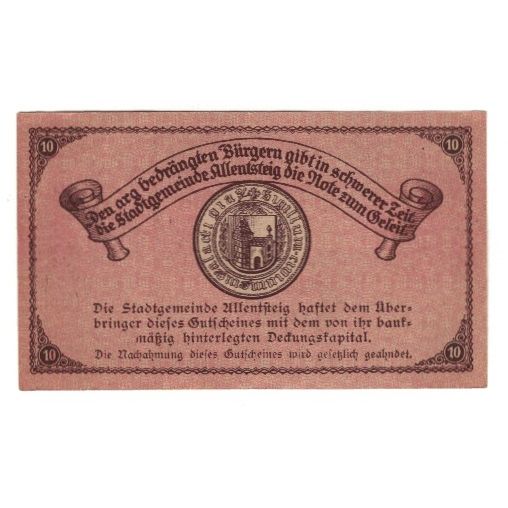 10
10
Den arg bedrängten Bürgern gibt in schwerer Zeit
die Stadtgemeinde Allentsteig die Note zum Geleit
Die Stadtgemeinde Allentsteig haftet dem Über-
bringer dieses Gutscheines mit dem von ihr bank-
mäßig hinterlegten Deckungskapital.
Die Nachahmung dieses Gutscheines wird gesetzlich geahndet.
10
10